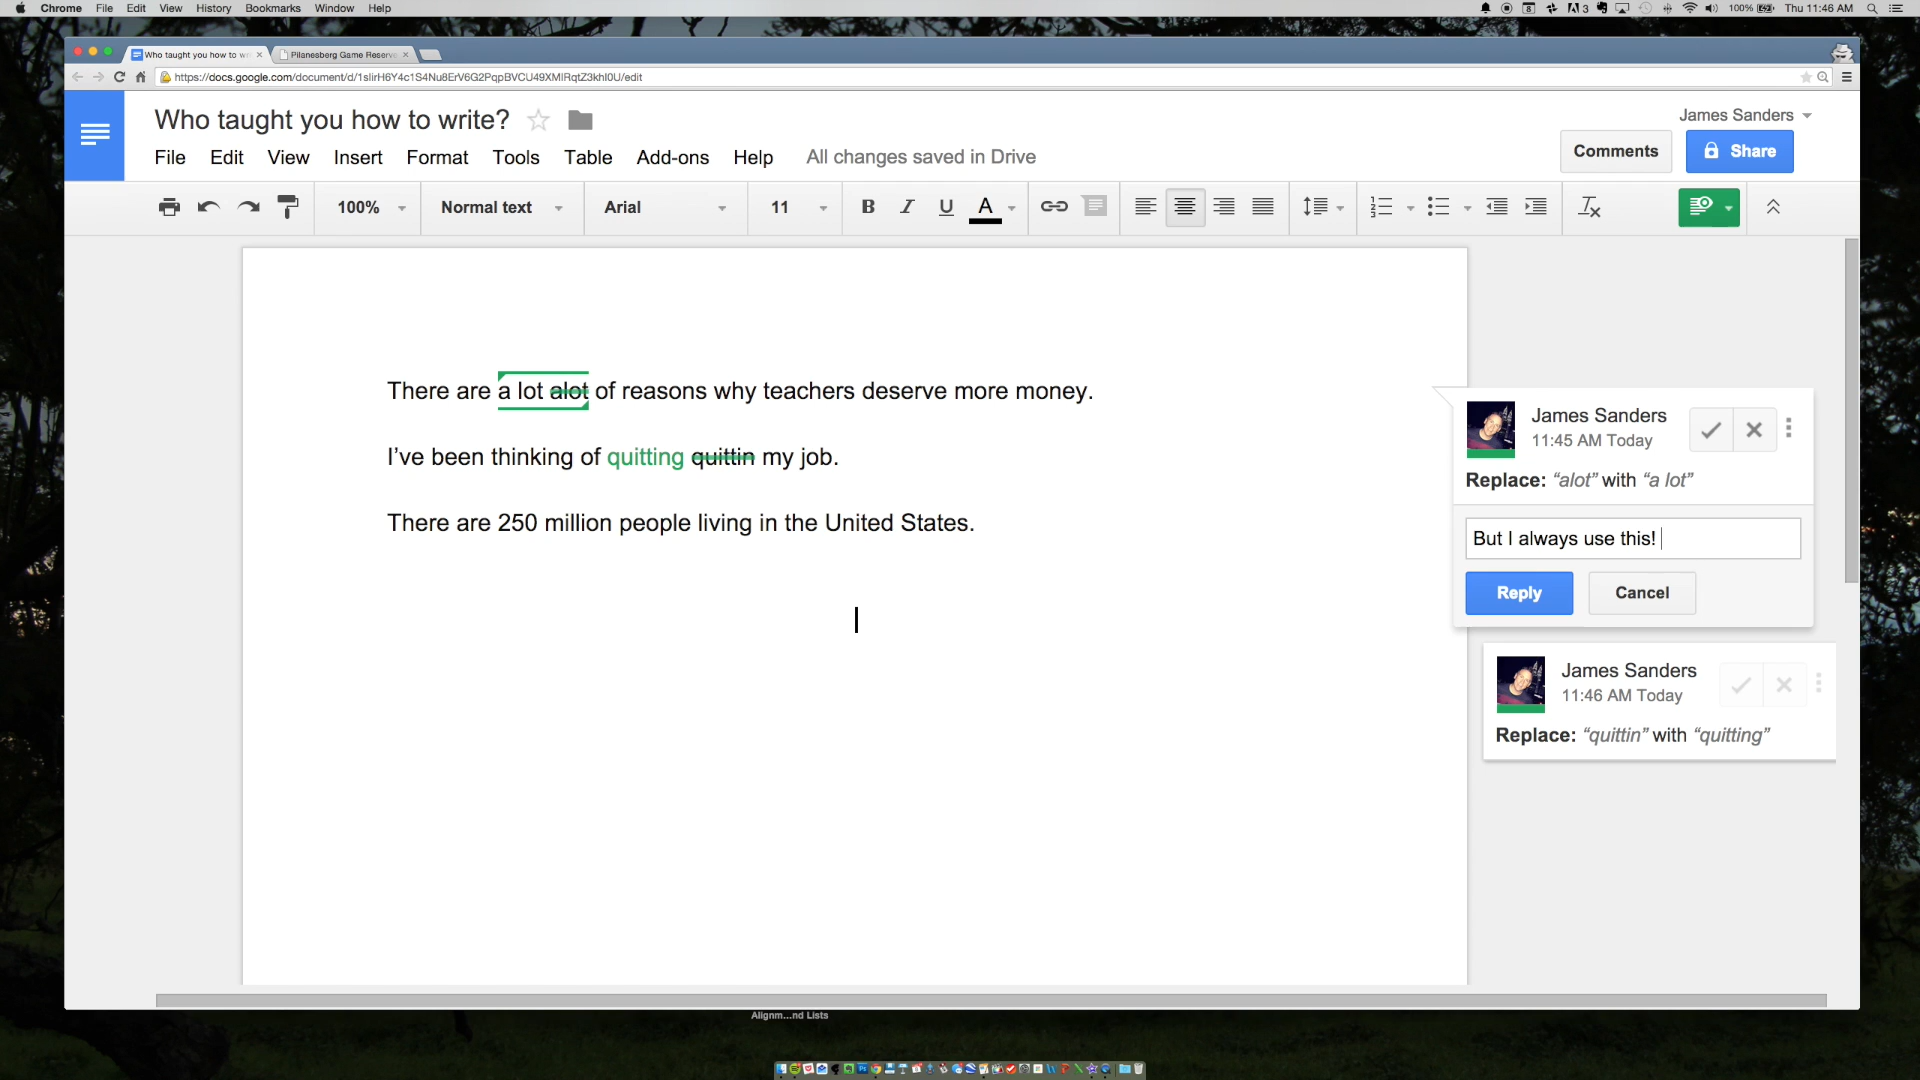 Chrome File Edit View History Bookmarks Window Help
3 100% Thu 11:46 AM
Who taught you how to wr × Pilanesberg Game Reserve ×
https://docs.google.com/document/d/1slirH6Y4c1S4Nu8ErV6G2PqpBVCU49XMlRqtZ3khl0U/edit
Who taught you how to write?
James Sanders
File Edit View Insert Format Tools Table Add-ons Help All changes saved in Drive
Comments Share
100% Normal text Arial 11 B I U A
There are a lot alot of reasons why teachers deserve more money.
I've been thinking of quitting quittin my job.
There are 250 million people living in the United States.
James Sanders
11:45 AM Today
Replace: “alot” with “a lot”
But I always use this!
Reply Cancel
James Sanders
11:46 AM Today
Replace: “quittin” with “quitting”
Alignm...nd Lists